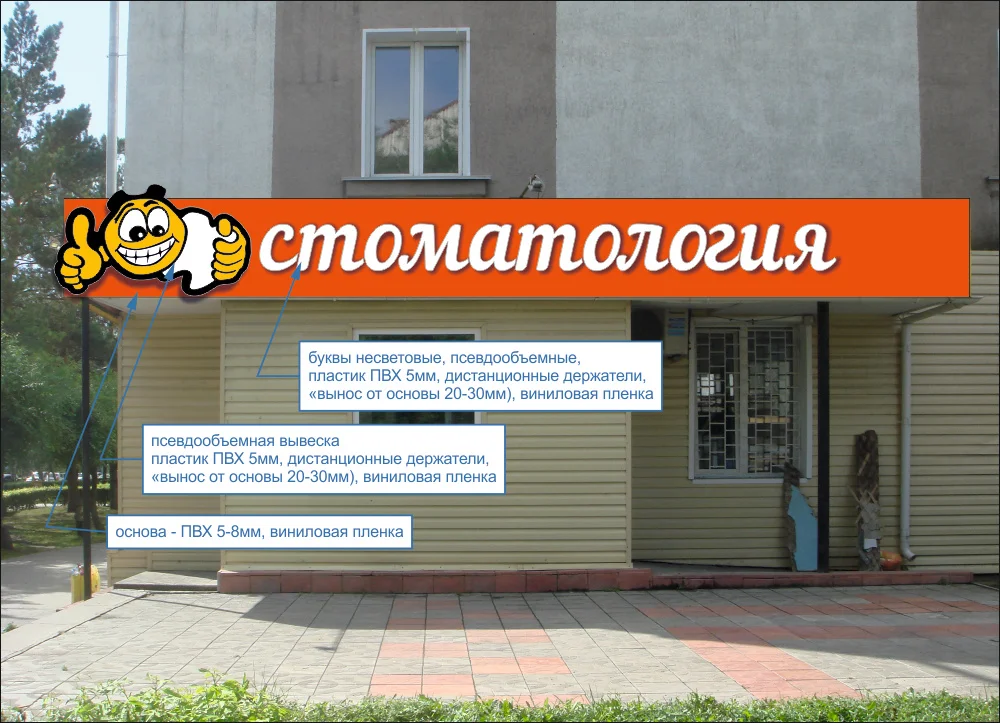 стоматология
буквы несветовые, псевдообъемные,
пластик ПВХ 5мм, дистанционные держатели,
«вынос от основы 20-30мм), виниловая пленка
псевдообъемная вывеска
пластик ПВХ 5мм, дистанционные держатели,
«вынос от основы 20-30мм), виниловая пленка
основа - ПВХ 5-8мм, виниловая пленка